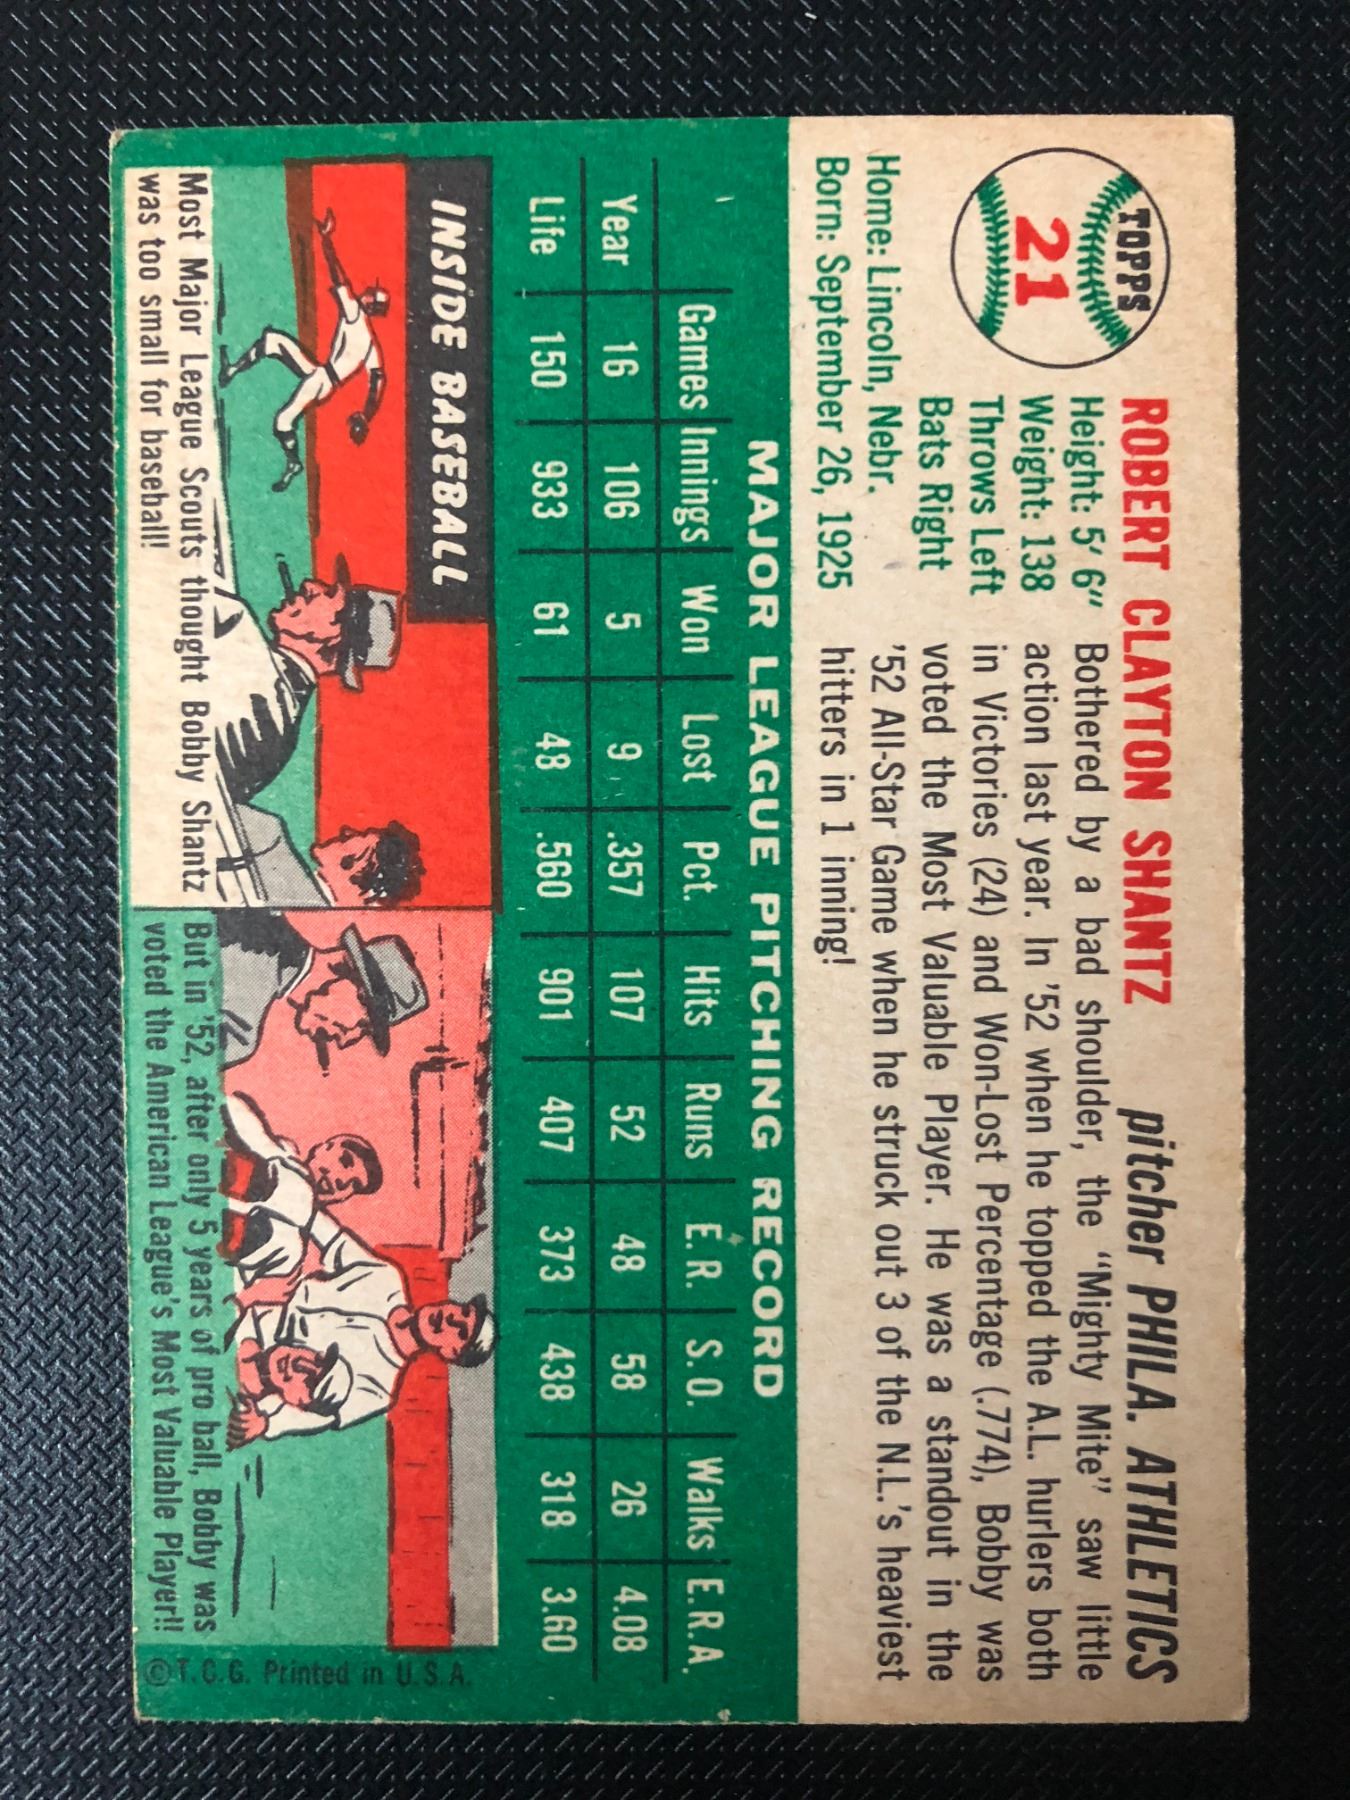 TOPPS
21
ROBERT CLAYTON SHANTZ
pitcher PHILA. ATHLETICS
Height: 5′ 6″
Weight: 138
Throws Left
Bats Right
Home: Lincoln, Nebr.
Born: September 26, 1925
Bothered by a bad shoulder, the "Mighty Mite" saw little
action last year. In '52 when he topped the A.L. hurlers both
in Victories (24) and Won-Lost Percentage (.774), Bobby was
voted the Most Valuable Player. He was a standout in the
'52 All-Star Game when he struck out 3 of the N.L.'s heaviest
hitters in 1 inning!
MAJOR LEAGUE PITCHING RECORD
Games Innings Won Lost Pct. Hits Runs E.R. S.O. Walks E.R.A.
Year 16 106 5 9 .357 107 52 48 58 26 4.08
Life 150 933 61 48 .560 901 407 373 438 318 3.60
INSIDE BASEBALL
Most Major League Scouts thought Bobby Shantz
was too small for baseball!
But in '52, after only 5 years of pro ball, Bobby was
voted the American League's Most Valuable Player!!
© T.C.G. Printed in U.S.A.